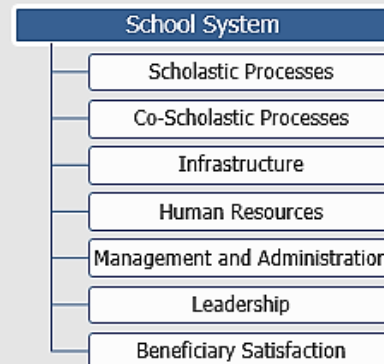 School System
Scholastic Processes
Co-Scholastic Processes
Infrastructure
Human Resources
Management and Administration
Leadership
Beneficiary Satisfaction